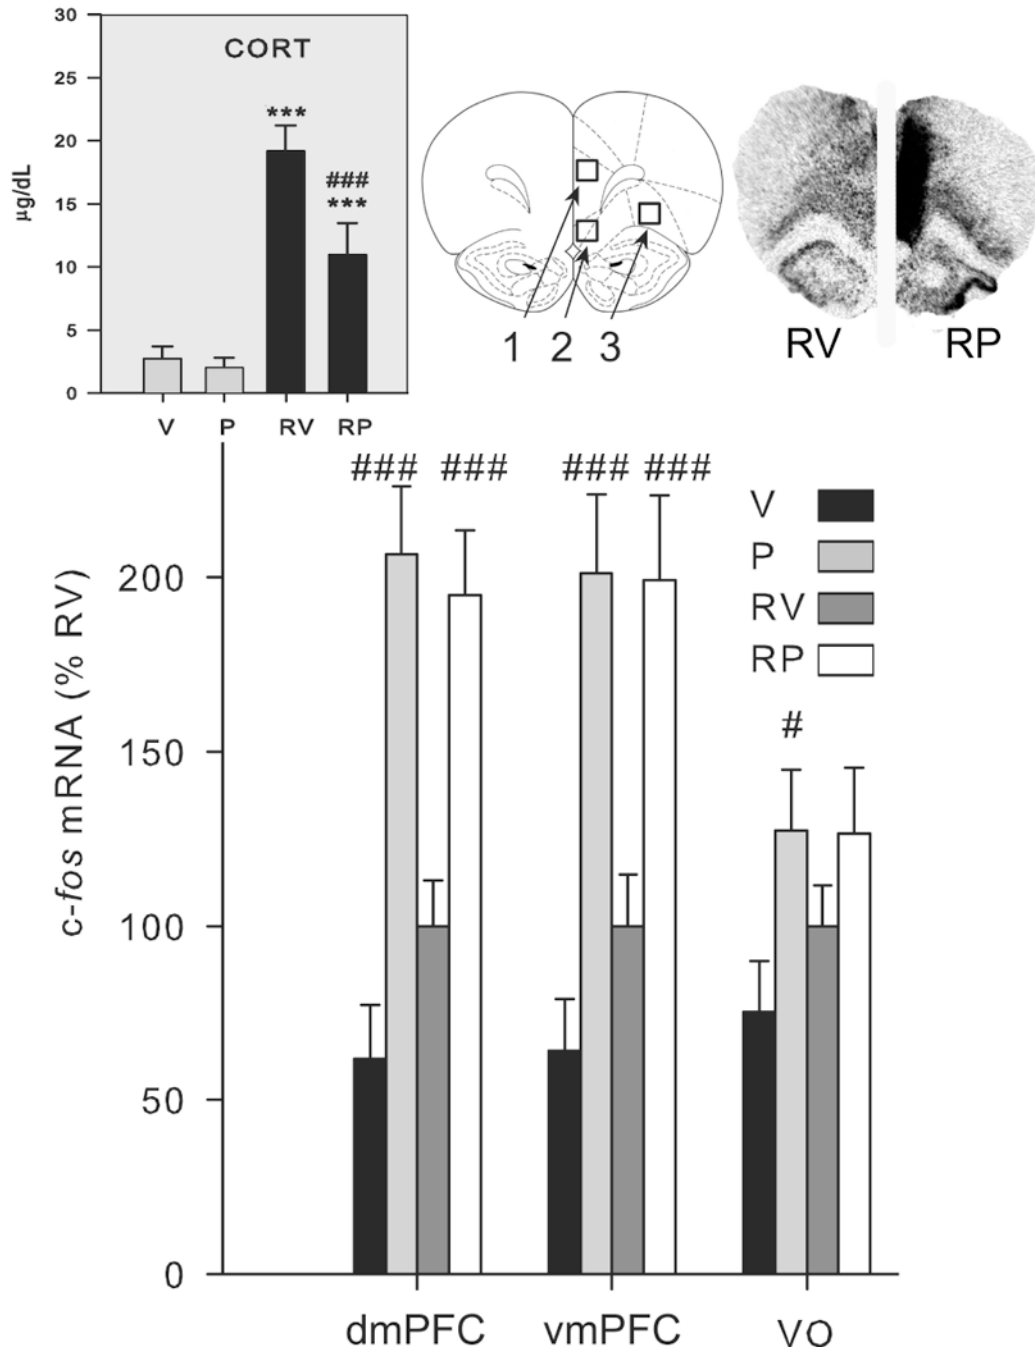 CORT
µg/dL
30
25
20
15
10
5
0
***
###
***
V P RV RP
1 2 3
RV RP
c-fos mRNA (% RV)
200
150
100
50
0
### ### ### ###
#
V
P
RV
RP
dmPFC vmPFC VO